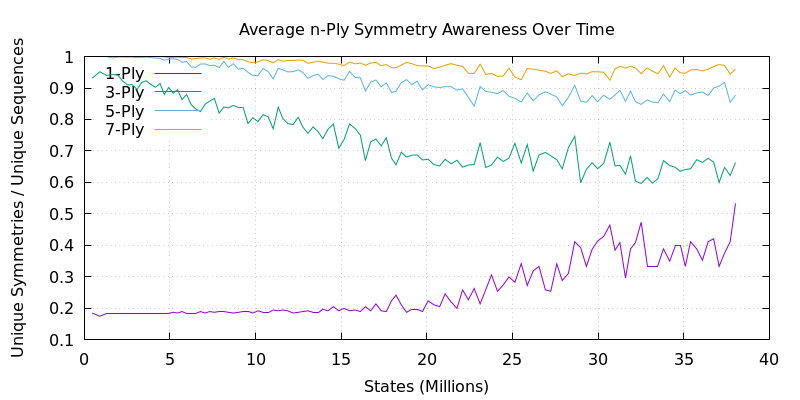 Average n-Ply Symmetry Awareness Over Time
Unique Symmetries / Unique Sequences
1
0.9
0.8
0.7
0.6
0.5
0.4
0.3
0.2
0.1
1-Ply
3-Ply
5-Ply
7-Ply
0 5 10 15 20 25 30 35 40
States (Millions)